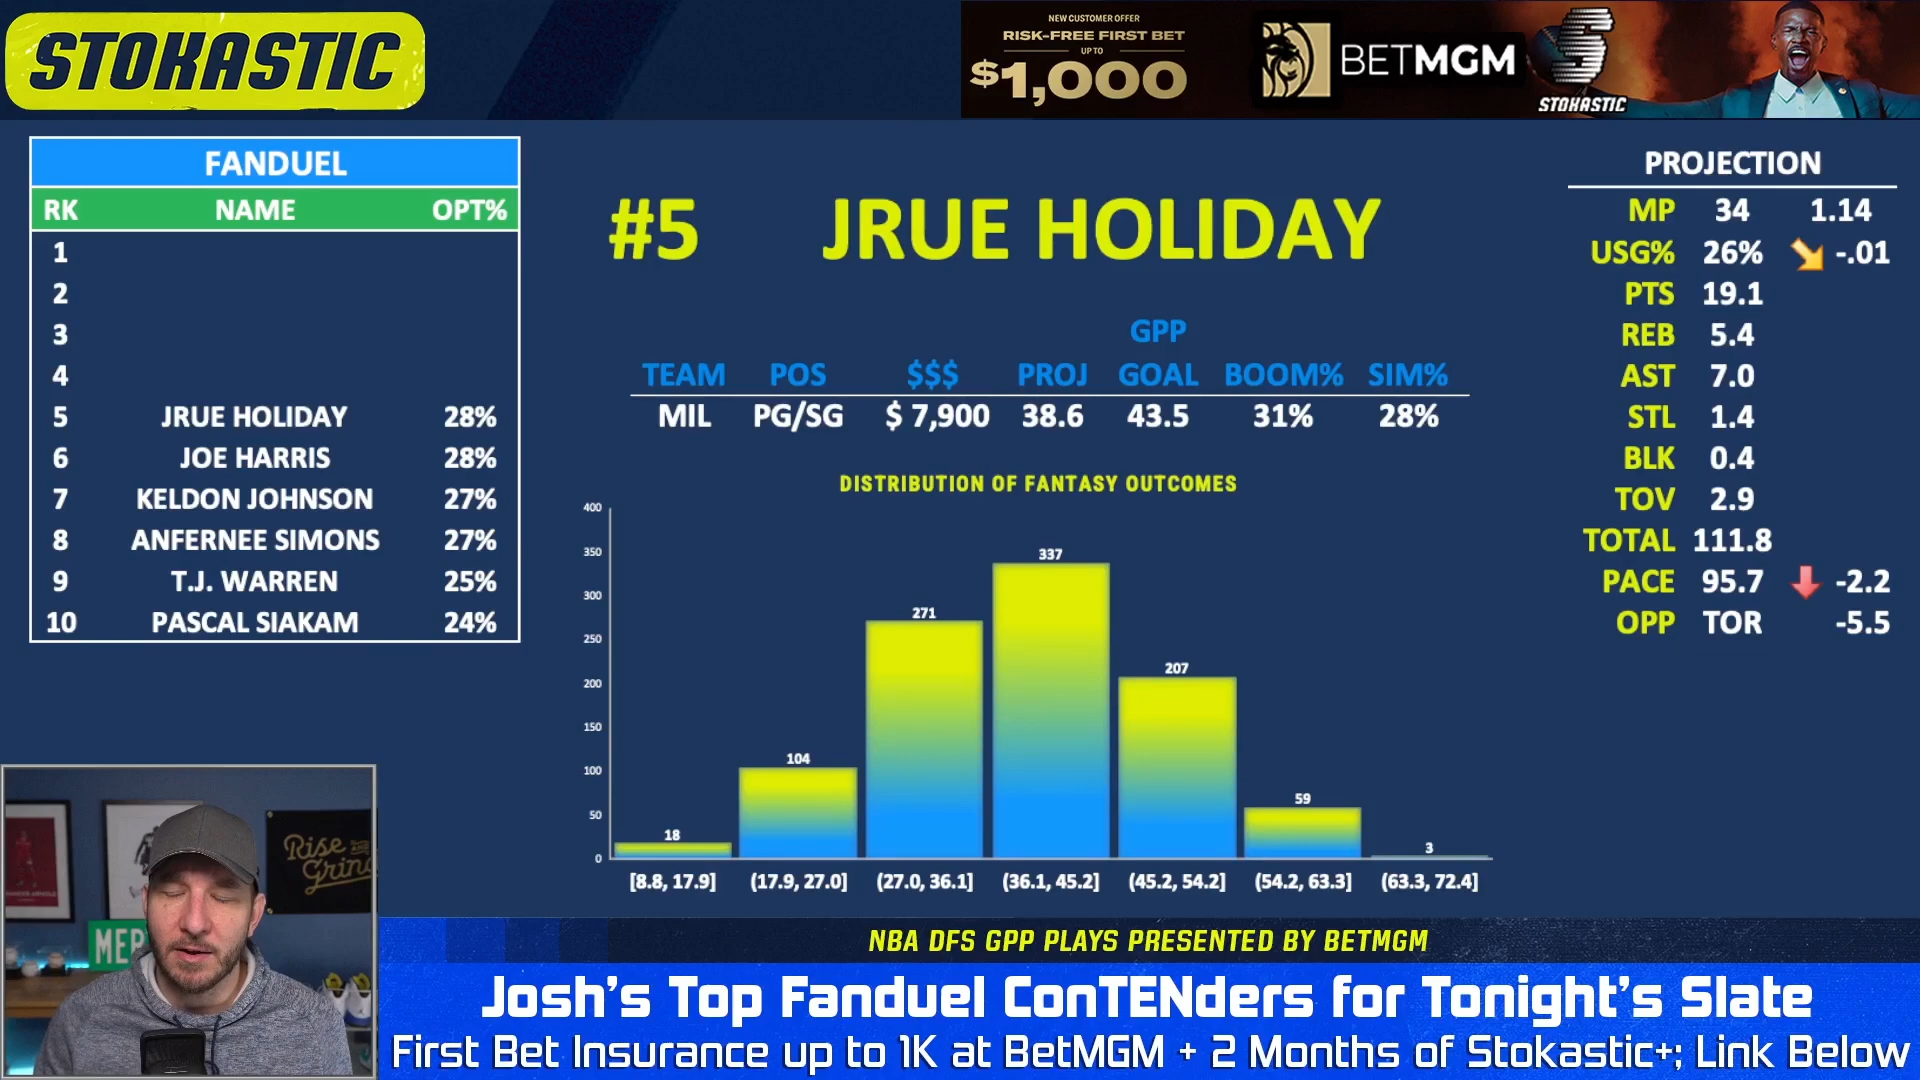 STOKASTIC
NEW CUSTOMER OFFER
RISK-FREE FIRST BET
UP TO
$1,000
BETMGM
STOKASTIC
FANDUEL
RK NAME OPT%
1
2
3
4
5 JRUE HOLIDAY 28%
6 JOE HARRIS 28%
7 KELDON JOHNSON 27%
8 ANFERNEE SIMONS 27%
9 T.J. WARREN 25%
10 PASCAL SIAKAM 24%
#5 JRUE HOLIDAY
GPP
TEAM POS $$$ PROJ GOAL BOOM% SIM%
MIL PG/SG $ 7,900 38.6 43.5 31% 28%
DISTRIBUTION OF FANTASY OUTCOMES
400
350
300
250
200
150
100
50
0
18
104
271
337
207
59
3
[8.8, 17.9] (17.9, 27.0] (27.0, 36.1] (36.1, 45.2] (45.2, 54.2] (54.2, 63.3] (63.3, 72.4]
PROJECTION
MP 34 1.14
USG% 26% -.01
PTS 19.1
REB 5.4
AST 7.0
STL 1.4
BLK 0.4
TOV 2.9
TOTAL 111.8
PACE 95.7 -2.2
OPP TOR -5.5
Rise AND
Grind
MER
NBA DFS GPP PLAYS PRESENTED BY BETMGM
Josh's Top Fanduel ConTENders for Tonight's Slate
First Bet Insurance up to 1K at BetMGM + 2 Months of Stokastic+; Link Below